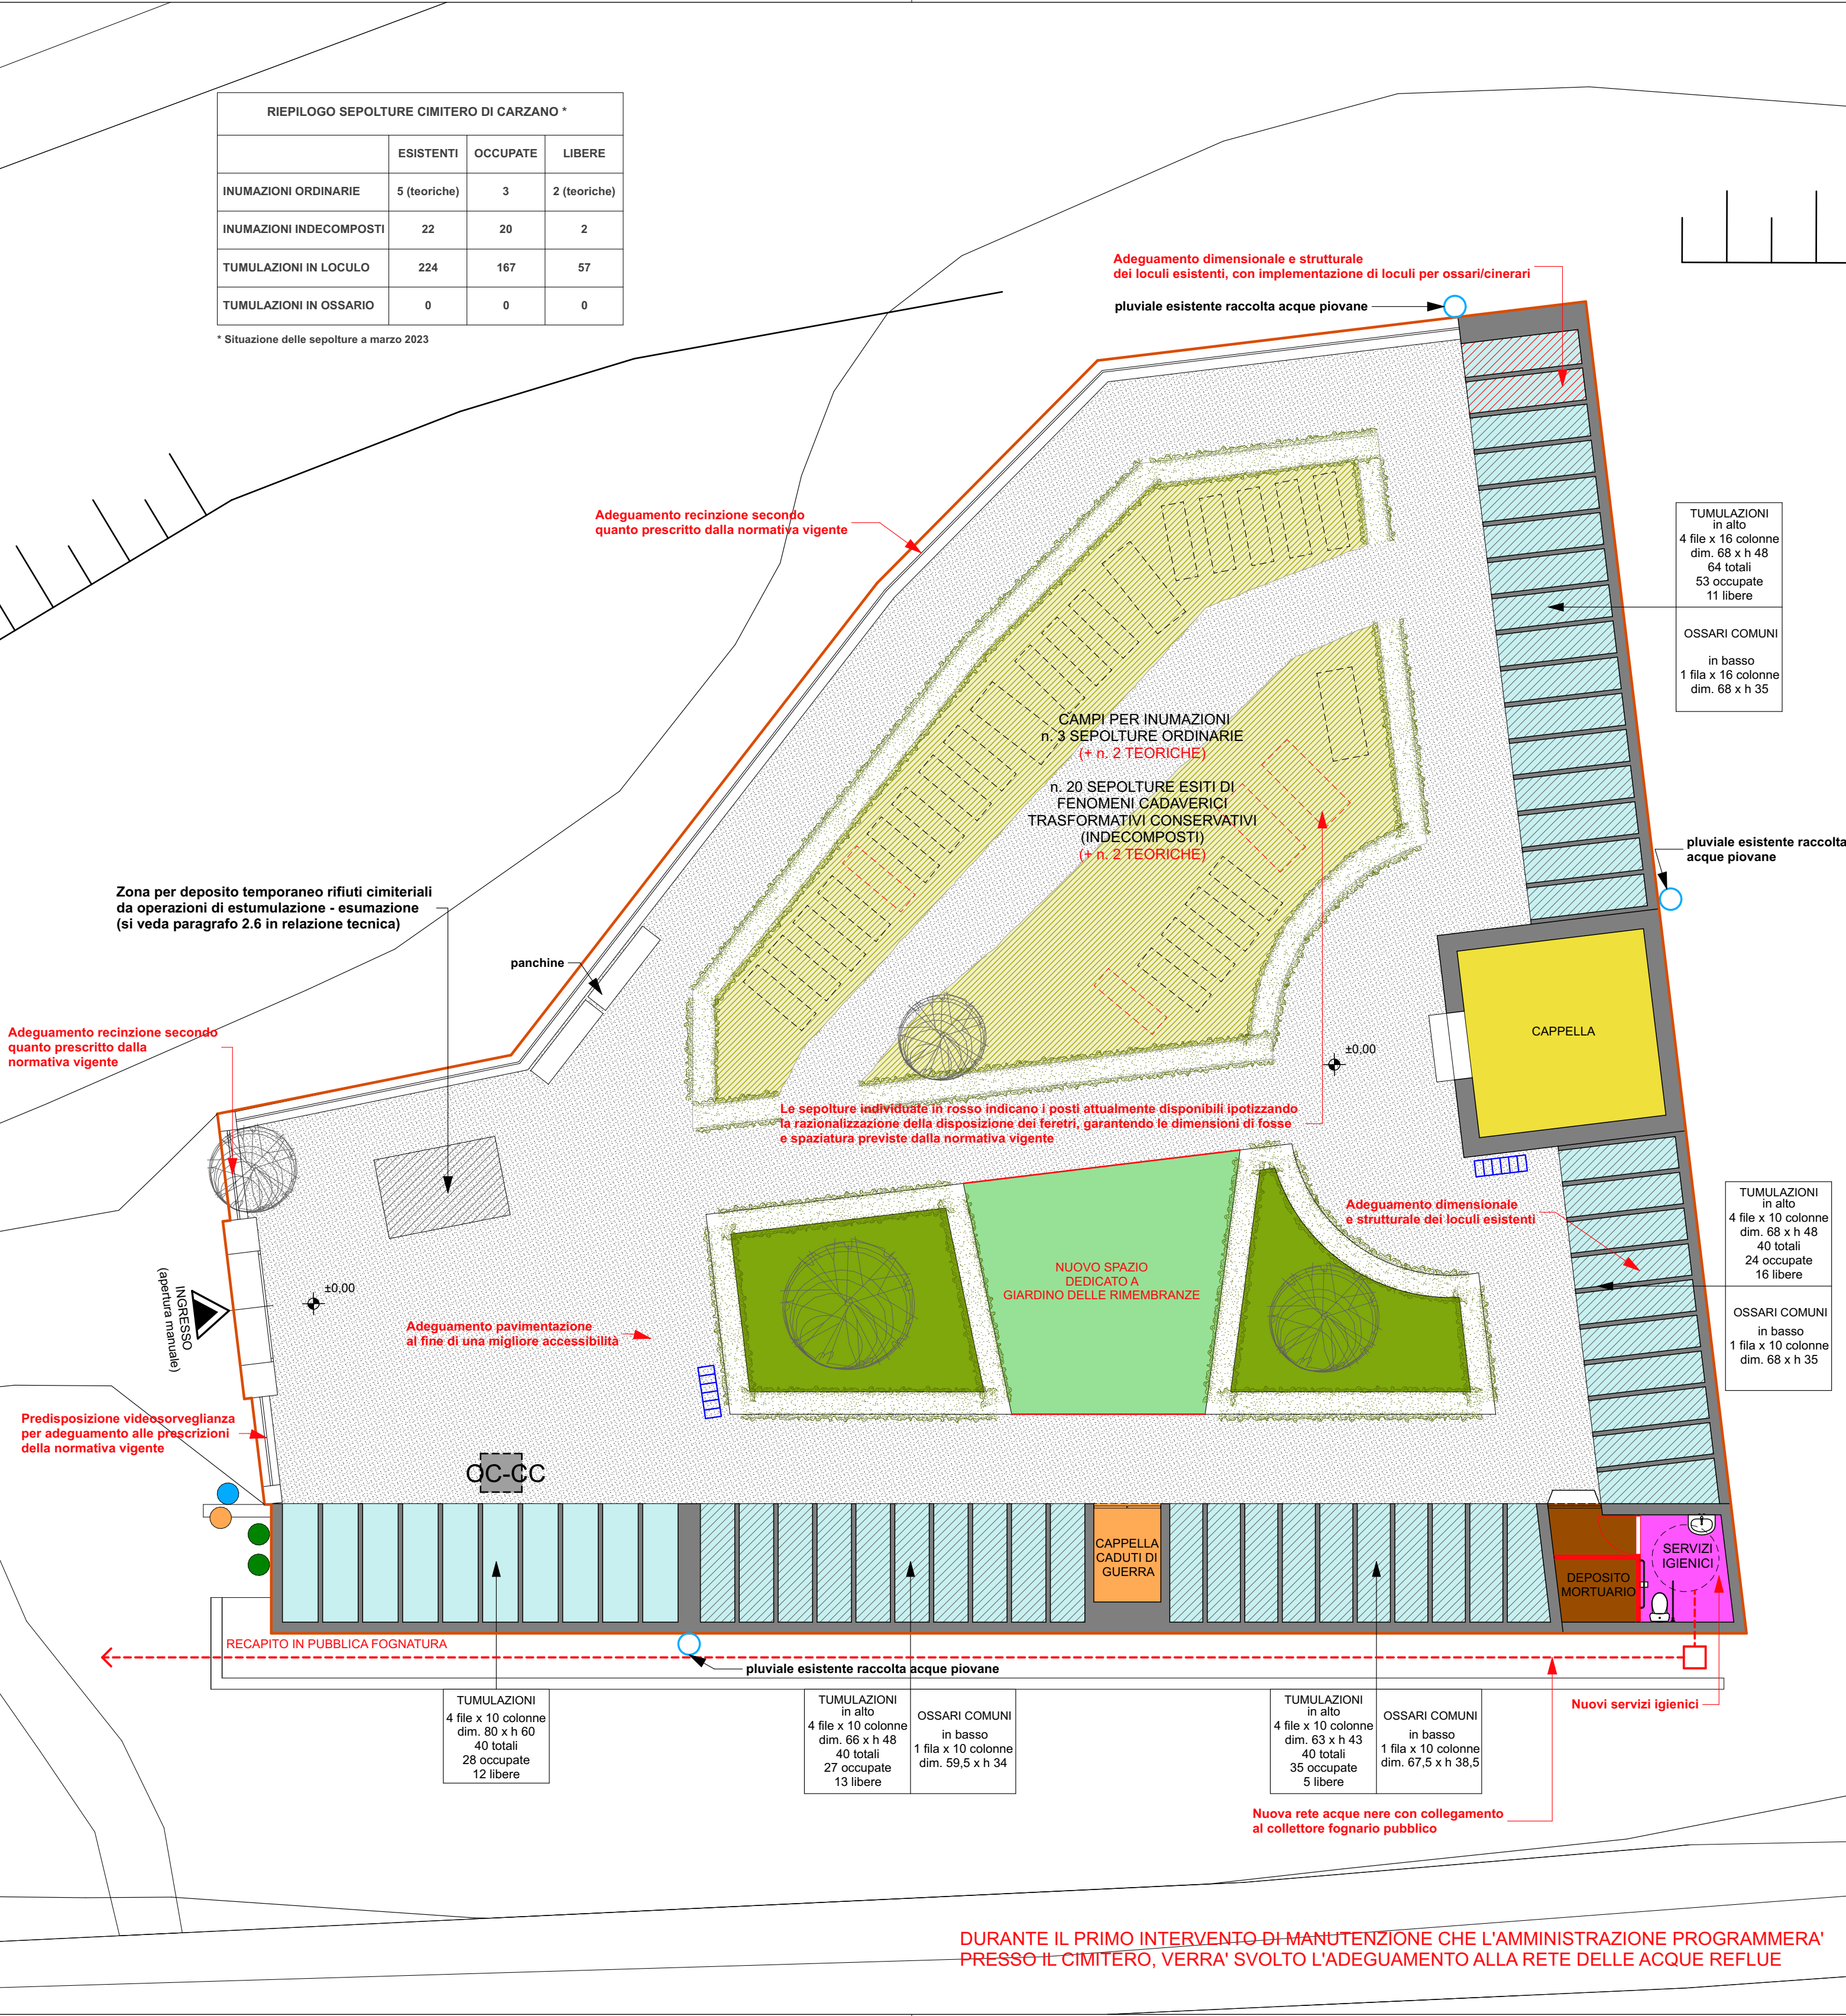 RIEPILOGO SEPOLTURE CIMITERO DI CARZANO *
ESISTENTI OCCUPATE LIBERE
INUMAZIONI ORDINARIE 5 (teoriche) 3 2 (teoriche)
INUMAZIONI INDECOMPOSTI 22 20 2
TUMULAZIONI IN LOCULO 224 167 57
TUMULAZIONI IN OSSARIO 0 0 0
* Situazione delle sepolture a marzo 2023
Adeguamento dimensionale e strutturale
dei loculi esistenti, con implementazione di loculi per ossari/cinerari
pluviale esistente raccolta acque piovane
Adeguamento recinzione secondo
quanto prescritto dalla normativa vigente
TUMULAZIONI
in alto
4 file x 16 colonne
dim. 68 x h 48
64 totali
53 occupate
11 libere
OSSARI COMUNI
in basso
1 fila x 16 colonne
dim. 68 x h 35
CAMPI PER INUMAZIONI
n. 3 SEPOLTURE ORDINARIE
(+ n. 2 TEORICHE)
n. 20 SEPOLTURE ESITI DI
FENOMENI CADAVERICI
TRASFORMATIVI CONSERVATIVI
(INDECOMPOSTI)
(+ n. 2 TEORICHE)
pluviale esistente raccolta
acque piovane
Zona per deposito temporaneo rifiuti cimiteriali
da operazioni di estumulazione - esumazione
(si veda paragrafo 2.6 in relazione tecnica)
panchine
Adeguamento recinzione secondo
quanto prescritto dalla
normativa vigente
CAPPELLA
±0,00
Le sepolture individuate in rosso indicano i posti attualmente disponibili ipotizzando
la razionalizzazione della disposizione dei feretri, garantendo le dimensioni di fosse
e spaziatura previste dalla normativa vigente
Adeguamento dimensionale
e strutturale dei loculi esistenti
TUMULAZIONI
in alto
4 file x 10 colonne
dim. 68 x h 48
40 totali
24 occupate
16 libere
OSSARI COMUNI
in basso
1 fila x 10 colonne
dim. 68 x h 35
NUOVO SPAZIO
DEDICATO A
GIARDINO DELLE RIMEMBRANZE
INGRESSO
(apertura manuale)
±0,00
Adeguamento pavimentazione
al fine di una migliore accessibilità
Predisposizione videosorveglianza
per adeguamento alle prescrizioni
della normativa vigente
OC-CC
CAPPELLA
CADUTI DI
GUERRA
DEPOSITO
MORTUARIO
SERVIZI
IGIENICI
RECAPITO IN PUBBLICA FOGNATURA
pluviale esistente raccolta acque piovane
TUMULAZIONI
4 file x 10 colonne
dim. 80 x h 60
40 totali
28 occupate
12 libere
TUMULAZIONI
in alto
4 file x 10 colonne
dim. 66 x h 48
40 totali
27 occupate
13 libere
OSSARI COMUNI
in basso
1 fila x 10 colonne
dim. 59,5 x h 34
TUMULAZIONI
in alto
4 file x 10 colonne
dim. 63 x h 43
40 totali
35 occupate
5 libere
OSSARI COMUNI
in basso
1 fila x 10 colonne
dim. 67,5 x h 38,5
Nuovi servizi igienici
Nuova rete acque nere con collegamento
al collettore fognario pubblico
DURANTE IL PRIMO INTERVENTO DI MANUTENZIONE CHE L'AMMINISTRAZIONE PROGRAMMERA'
PRESSO IL CIMITERO, VERRA' SVOLTO L'ADEGUAMENTO ALLA RETE DELLE ACQUE REFLUE